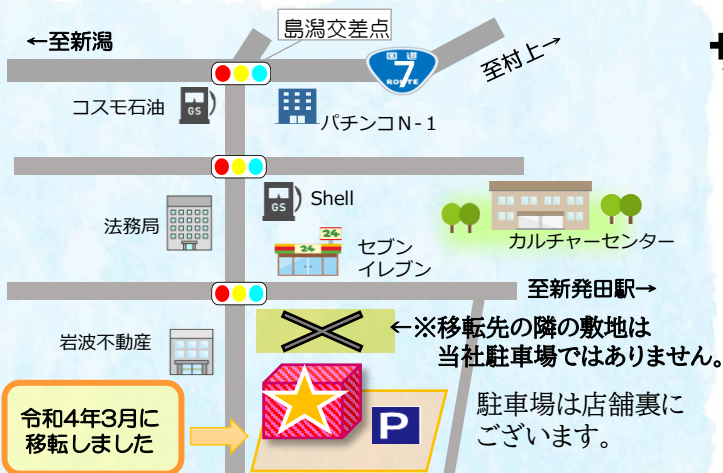 島潟交差点
←至新潟
国道
7
ROUTE
至村上→
コスモ石油
GS
パチンコN-1
GS
Shell
法務局
24
24
セブン
イレブン
カルチャーセンター
至新発田駅→
岩波不動産
←※移転先の隣の敷地は
当社駐車場ではありません。
令和4年3月に
移転しました
P
駐車場は店舗裏に
ございます。